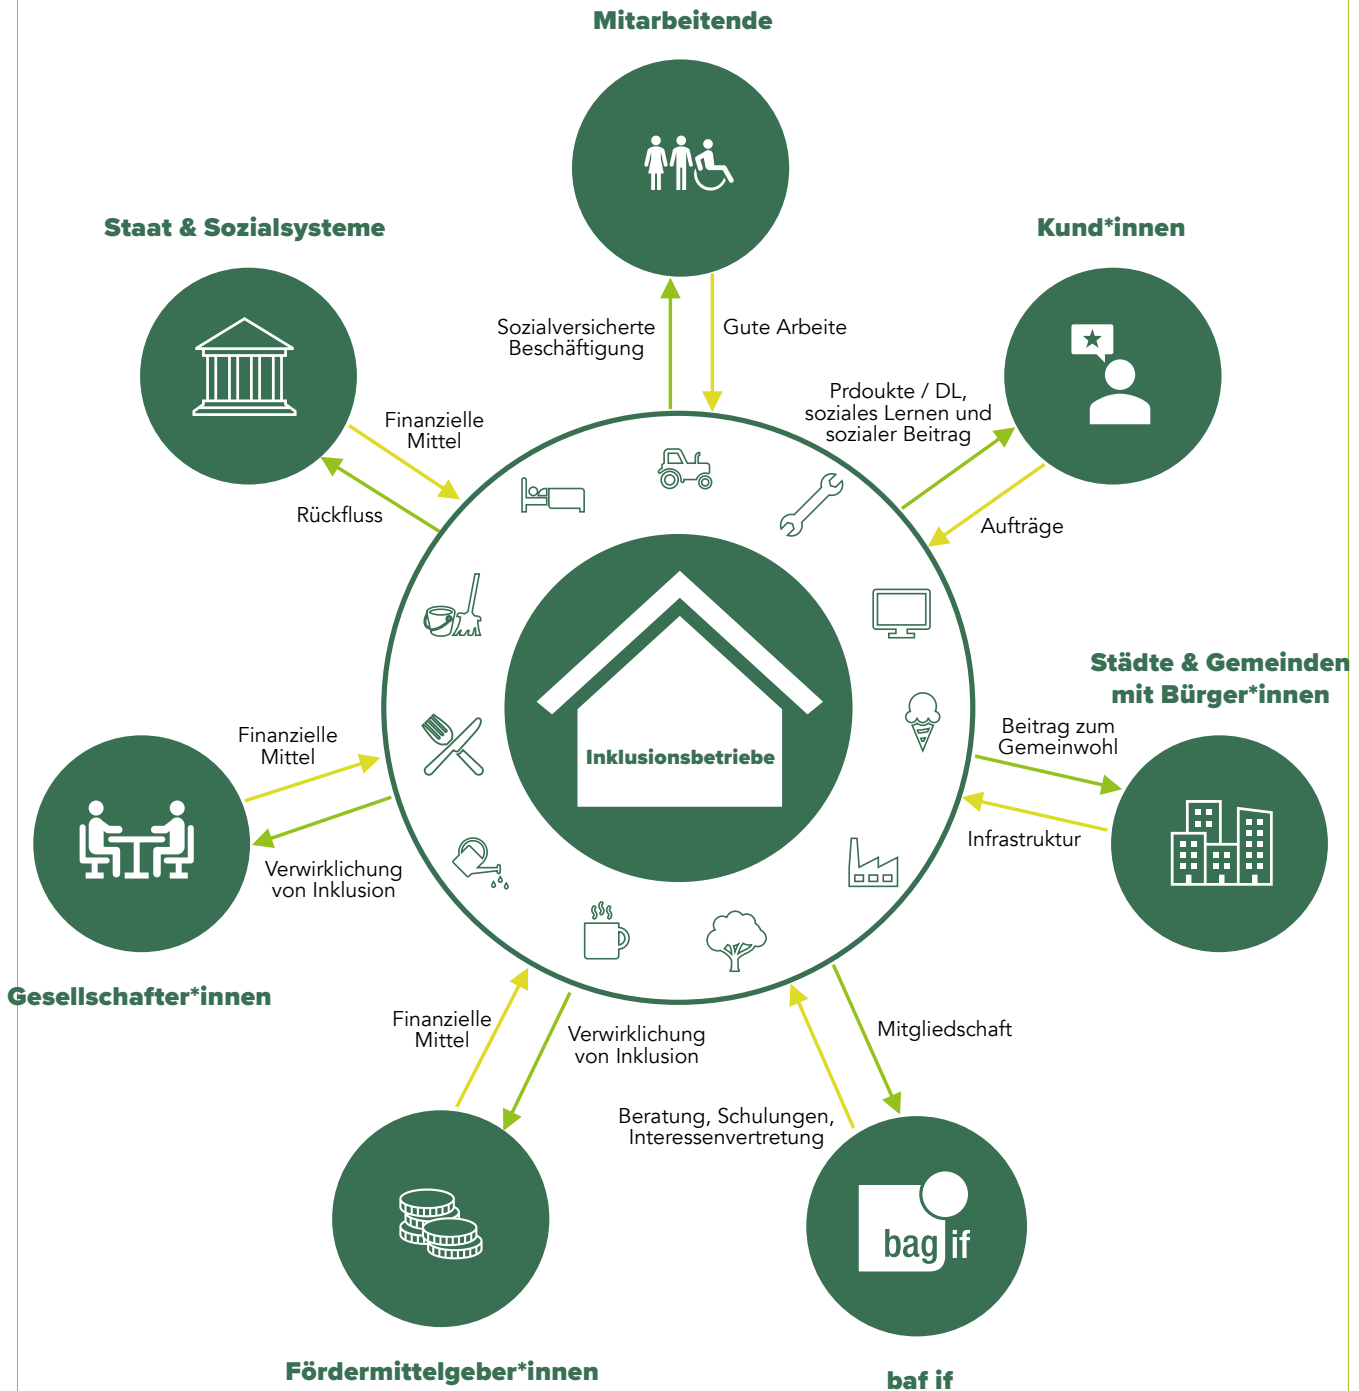 Mitarbeitende
Staat & Sozialsysteme
Kund*innen
Sozialversicherte
Beschäftigung
Gute Arbeite
Prdoukte / DL,
soziales Lernen und
sozialer Beitrag
Finanzielle
Mittel
Rückfluss
Aufträge
Städte & Gemeinden
mit Bürger*innen
Beitrag zum
Gemeinwohl
Finanzielle
Mittel
Inklusionsbetriebe
Infrastruktur
Verwirklichung
von Inklusion
Gesellschafter*innen
Finanzielle
Mittel
Verwirklichung
von Inklusion
Mitgliedschaft
Beratung, Schulungen,
Interessenvertretung
bag if
Fördermittelgeber*innen
baf if